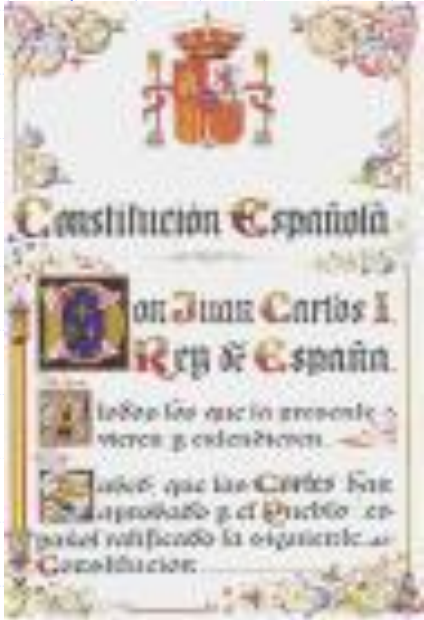 Constitución Española
Don Juan Carlos I.
Rey de España.
A todos los que la presente
vieren y entendieren.
Sabed: que las Cortes han
aprobado y el Pueblo es-
pañol ratificado la siguiente
Constitución